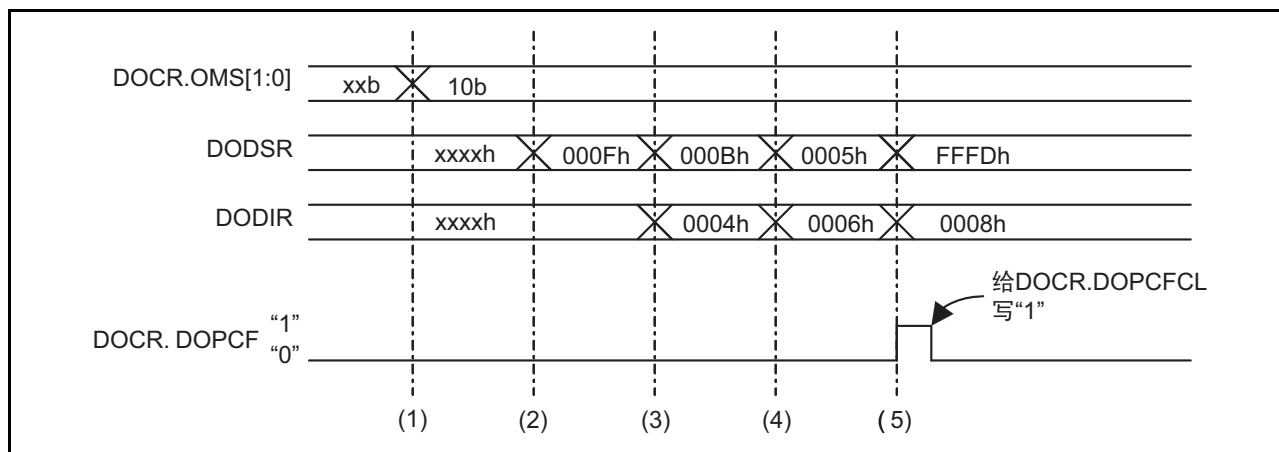 DOCR.OMS[1:0] xxb 10b
DODSR xxxxh 000Fh 000Bh 0005h FFFDh
DODIR xxxxh 0004h 0006h 0008h
给DOCR.DOPCFCL
写“1”
DOCR. DOPCF “1”
“0”
(1) (2) (3) (4) ( 5)